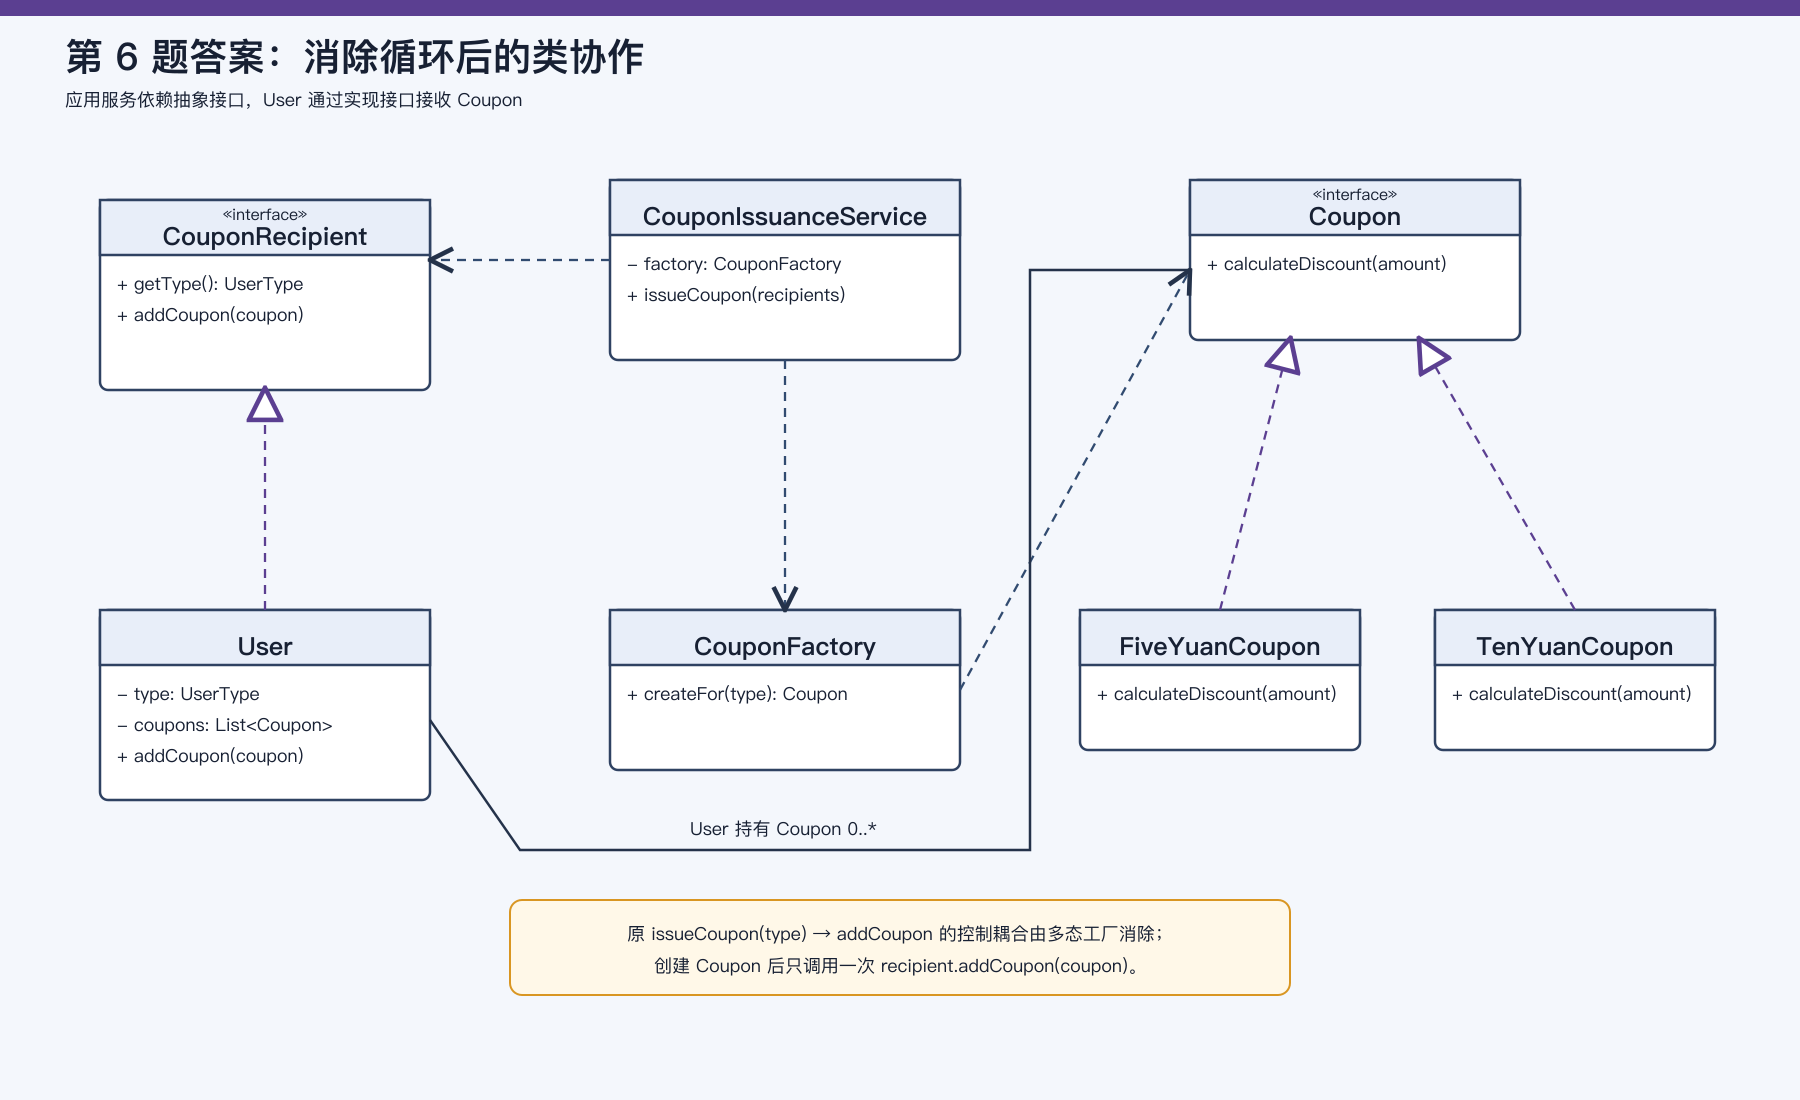 第 6 题答案：消除循环后的类协作
应用服务依赖抽象接口，User 通过实现接口接收 Coupon
«interface»
CouponRecipient
+ getType(): UserType
+ addCoupon(coupon)
CouponIssuanceService
– factory: CouponFactory
+ issueCoupon(recipients)
«interface»
Coupon
+ calculateDiscount(amount)
User
– type: UserType
– coupons: List<Coupon>
+ addCoupon(coupon)
CouponFactory
+ createFor(type): Coupon
FiveYuanCoupon
+ calculateDiscount(amount)
TenYuanCoupon
+ calculateDiscount(amount)
User 持有 Coupon 0..*
原 issueCoupon(type) → addCoupon 的控制耦合由多态工厂消除；
创建 Coupon 后只调用一次 recipient.addCoupon(coupon)。